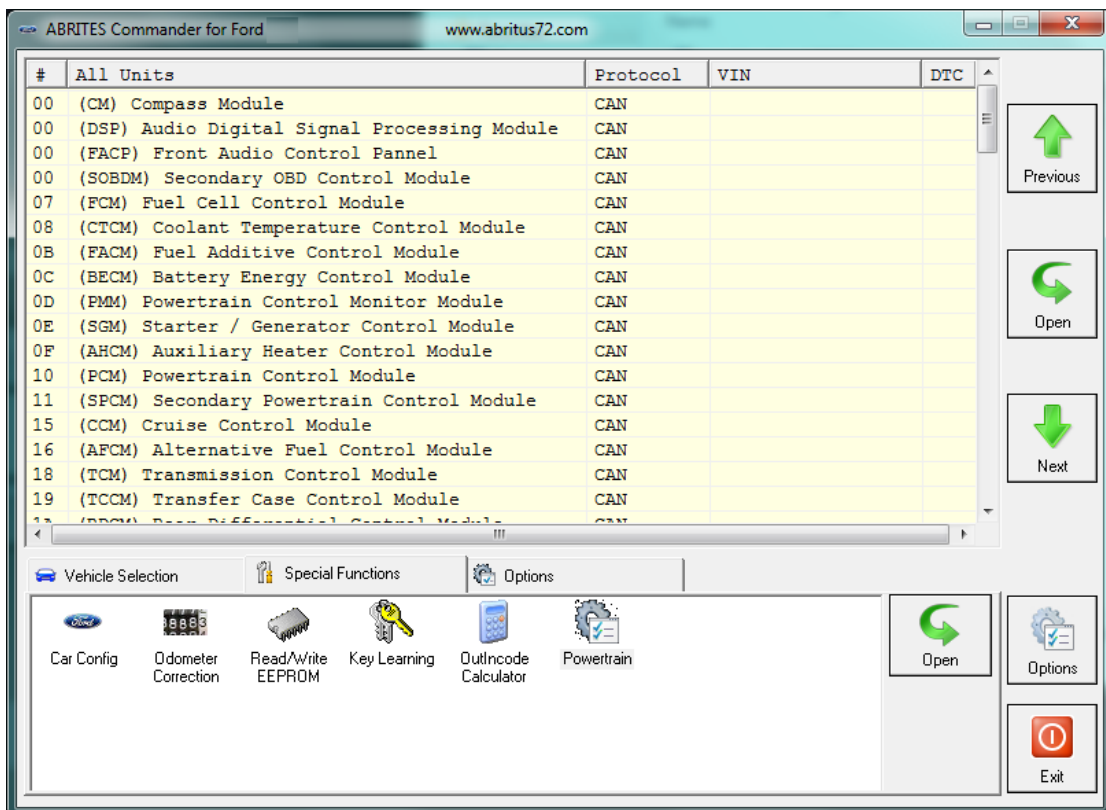 ABRITES Commander for Ford www.abritus72.com
# All Units Protocol VIN DTC
00 (CM) Compass Module CAN
00 (DSP) Audio Digital Signal Processing Module CAN
00 (FACP) Front Audio Control Pannel CAN
00 (SOBDM) Secondary OBD Control Module CAN
07 (FCM) Fuel Cell Control Module CAN
08 (CTCM) Coolant Temperature Control Module CAN
0B (FACM) Fuel Additive Control Module CAN
0C (BECM) Battery Energy Control Module CAN
0D (PMM) Powertrain Control Monitor Module CAN
0E (SGM) Starter / Generator Control Module CAN
0F (AHCM) Auxiliary Heater Control Module CAN
10 (PCM) Powertrain Control Module CAN
11 (SPCM) Secondary Powertrain Control Module CAN
15 (CCM) Cruise Control Module CAN
16 (AFCM) Alternative Fuel Control Module CAN
18 (TCM) Transmission Control Module CAN
19 (TCCM) Transfer Case Control Module CAN
1A (RDCM) Rear Differential Control Module CAN
Previous
Open
Next
Vehicle Selection Special Functions Options
Car Config
Odometer
Correction
Read/Write
EEPROM
Key Learning
OutIncode
Calculator
Powertrain
Open
Options
Exit